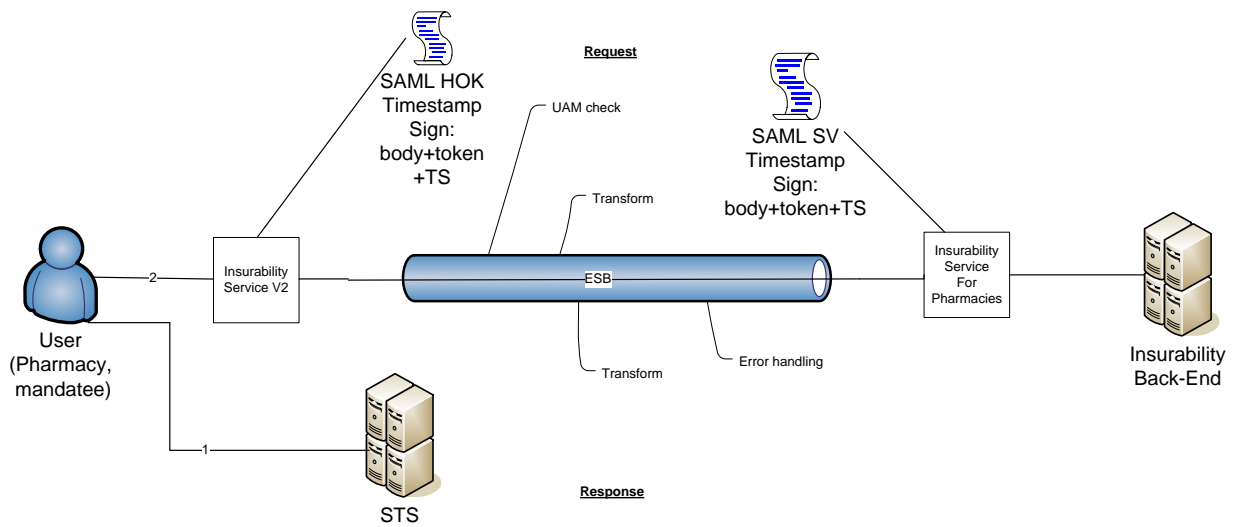 Request
SAML HOK
Timestamp
Sign:
body+token
+TS
UAM check
SAML SV
Timestamp
Sign:
body+token+TS
Transform
2
Insurability
Service V2
ESB
Insurability
Service
For
Pharmacies
User
(Pharmacy,
mandatee)
Transform
Error handling
Insurability
Back-End
1
STS
Response